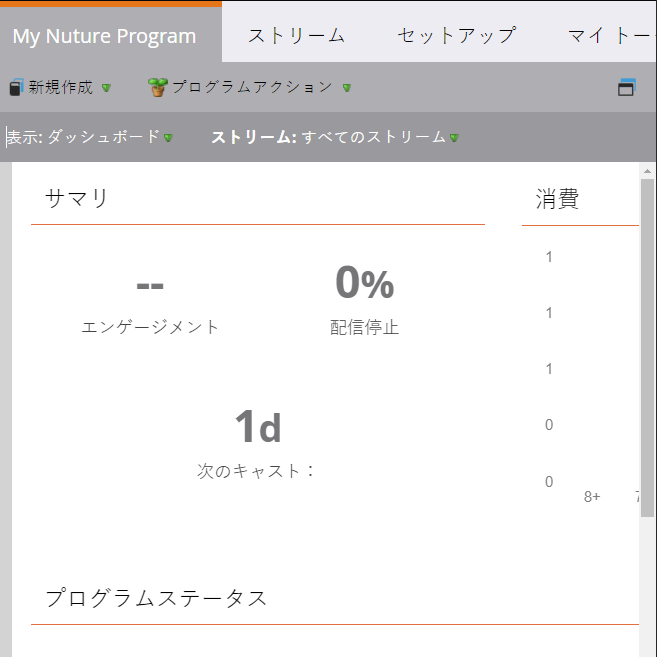 My Nuture Program ストリーム セットアップ マイ トー
新規作成 プログラムアクション
表示: ダッシュボード ストリーム: すべてのストリーム
サマリ
--
エンゲージメント
0%
配信停止
1d
次のキャスト：
消費
1
1
1
0
0
8+
プログラムステータス